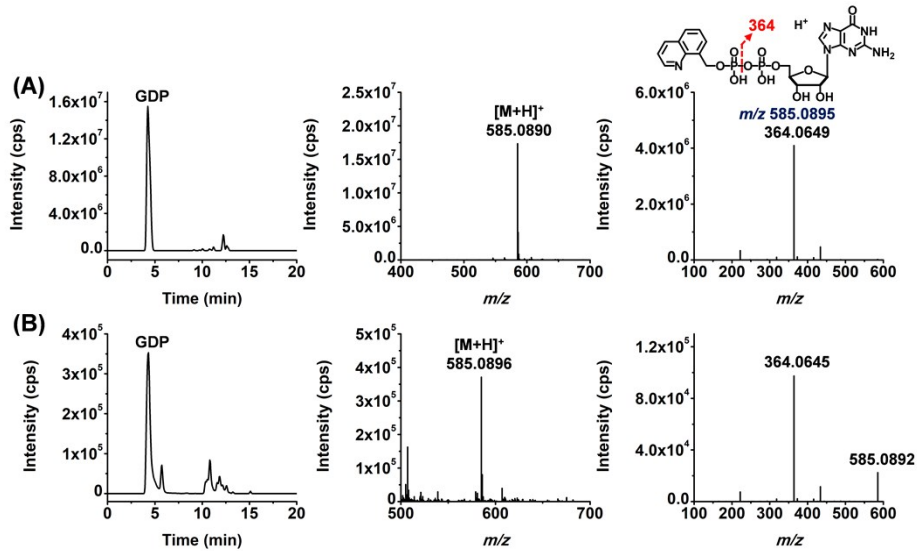 364
H⁺
O
N
NH
N
N
NH₂
N
O
P
O
P
O
O
OH
OH
OH OH
(A)
GDP
Intensity (cps)
1.6x10⁷
1.2x10⁷
8.0x10⁶
4.0x10⁶
0.0
0 5 10 15 20
Time (min)
[M+H]⁺
585.0890
Intensity (cps)
2.5x10⁷
2.0x10⁷
1.5x10⁷
1.0x10⁷
5.0x10⁶
0.0
400 500 600 700
m/z
m/z 585.0895
364.0649
Intensity (cps)
6.0x10⁶
4.0x10⁶
2.0x10⁶
0.0
100 200 300 400 500 600
m/z
(B)
GDP
Intensity (cps)
4x10⁵
3x10⁵
2x10⁵
1x10⁵
0
0 5 10 15 20
Time (min)
[M+H]⁺
585.0896
Intensity (cps)
5x10⁵
4x10⁵
3x10⁵
2x10⁵
1x10⁵
0
500 600 700
m/z
364.0645
585.0892
Intensity (cps)
1.2x10⁵
8.0x10⁴
4.0x10⁴
0.0
100 200 300 400 500 600
m/z